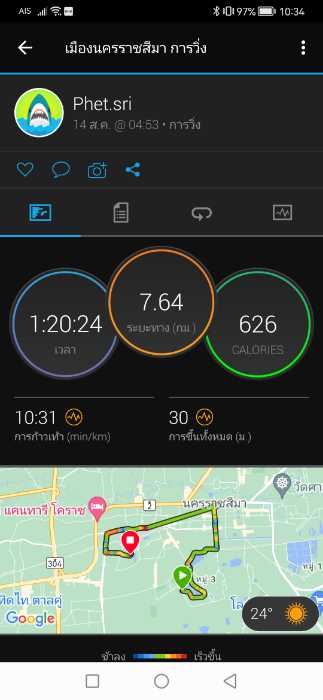 AIS 97% 10:34
เมืองนครราชสีมา การวิ่ง
Phet.sri
14 ส.ค. @ 04:53 • การวิ่ง
1:20:24
เวลา
7.64
ระยะทาง (กม.)
626
CALORIES
10:31
การก้าวเท้า (min/km)
30
การขึ้นทั้งหมด (ม.)
แคนทารี โคราช
นครราชสีมา
วัดศา
304
หมู่ 3
หมู่ 1
ทิดไท ตาลคู่
Google
24°
ช้าลง
เร็วขึ้น